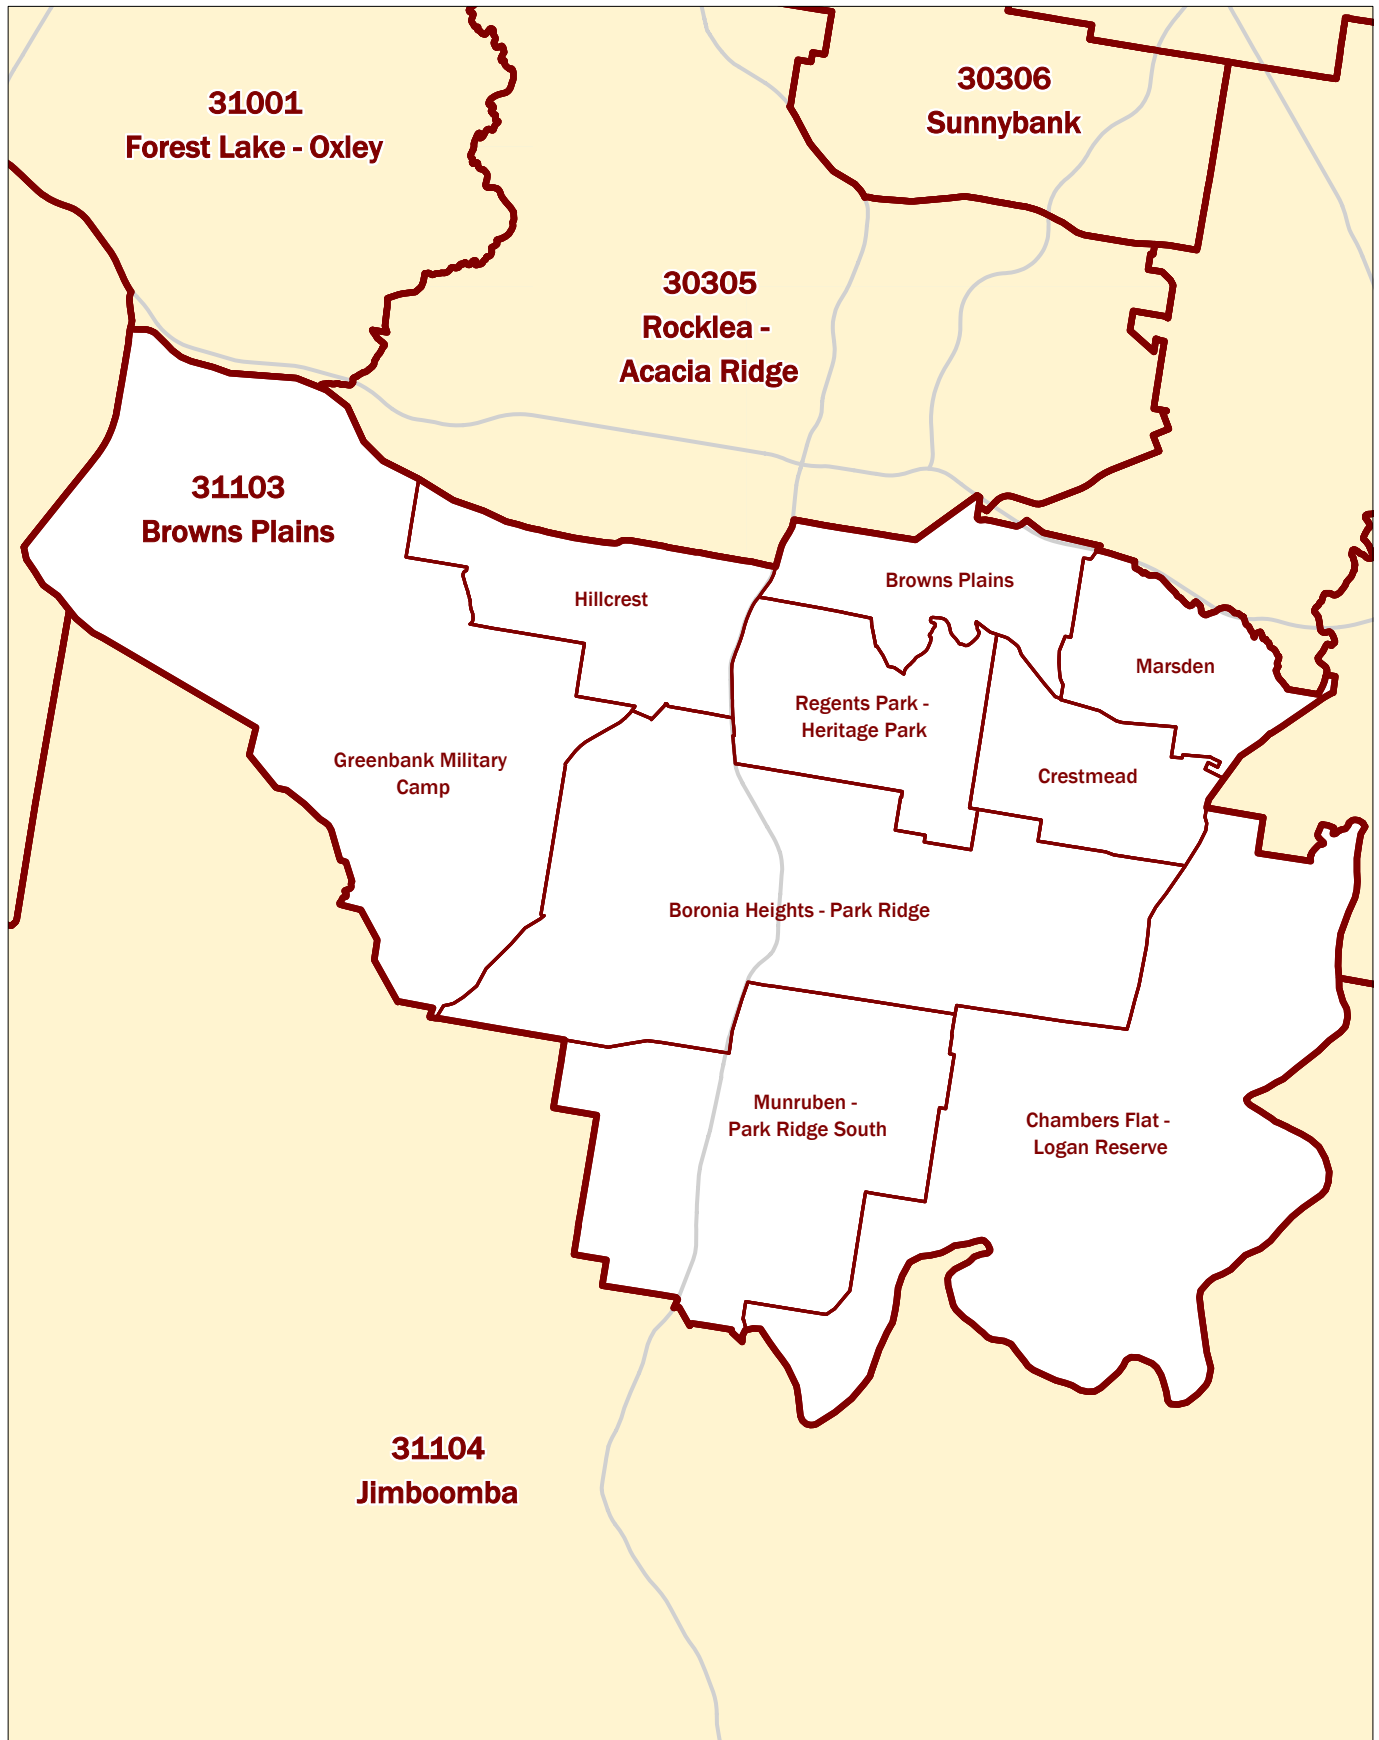 31001
Forest Lake - Oxley
30306
Sunnybank
30305
Rocklea -
Acacia Ridge
31103
Browns Plains
Hillcrest
Browns Plains
Marsden
Regents Park -
Heritage Park
Greenbank Military
Camp
Crestmead
Boronia Heights - Park Ridge
Munruben -
Park Ridge South
Chambers Flat -
Logan Reserve
31104
Jimboomba